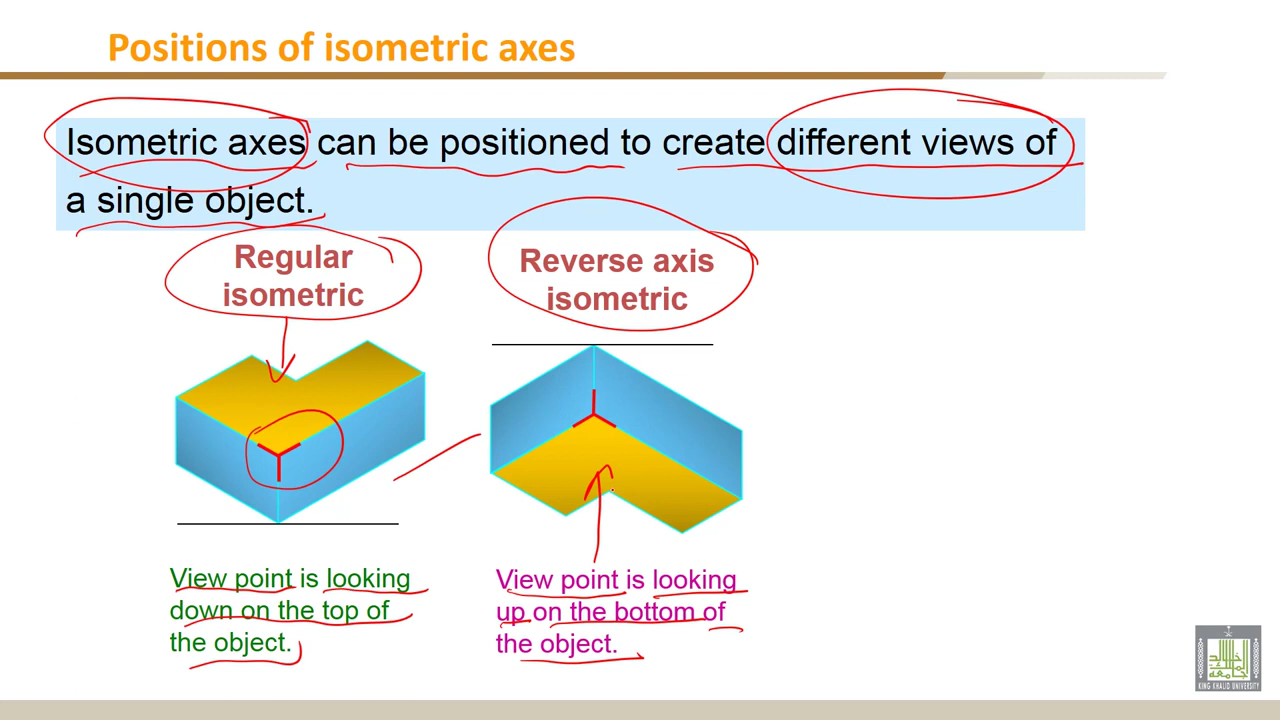 Positions of isometric axes
Isometric axes can be positioned to create different views of
a single object.
Regular
isometric
Reverse axis
isometric
View point is looking
down on the top of
the object.
View point is looking
up on the bottom of
the object.
KING KHALID UNIVERSITY